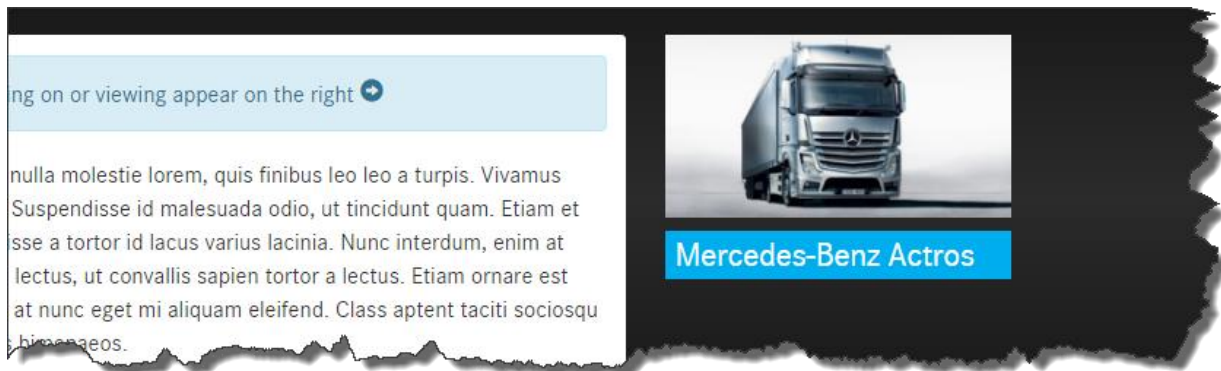 ing on or viewing appear on the right
nulla molestie lorem, quis finibus leo leo a turpis. Vivamus
Suspendisse id malesuada odio, ut tincidunt quam. Etiam et
isse a tortor id lacus varius lacinia. Nunc interdum, enim at
lectus, ut convallis sapien tortor a lectus. Etiam ornare est
at nunc eget mi aliquam eleifend. Class aptent taciti sociosqu
himenaeos.
Mercedes-Benz Actros